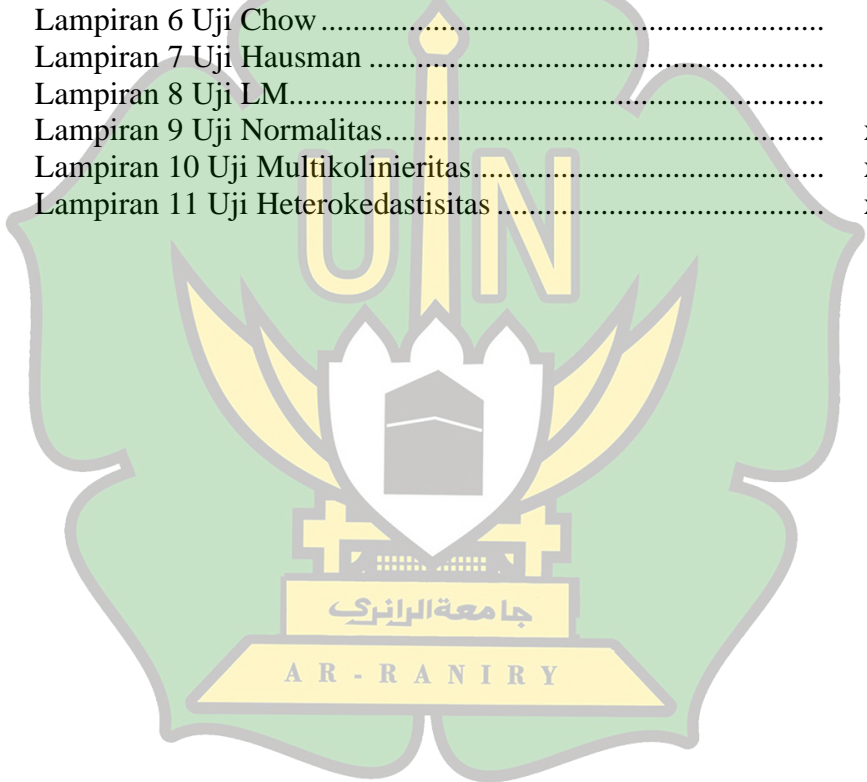 Lampiran 6 Uji Chow ................................................................
Lampiran 7 Uji Hausman ..........................................................
Lampiran 8 Uji LM....................................................................
Lampiran 9 Uji Normalitas........................................................
Lampiran 10 Uji Multikolinieritas............................................
Lampiran 11 Uji Heterokedastisitas .........................................
UIN
جامعةالرانري
AR-RANIRY